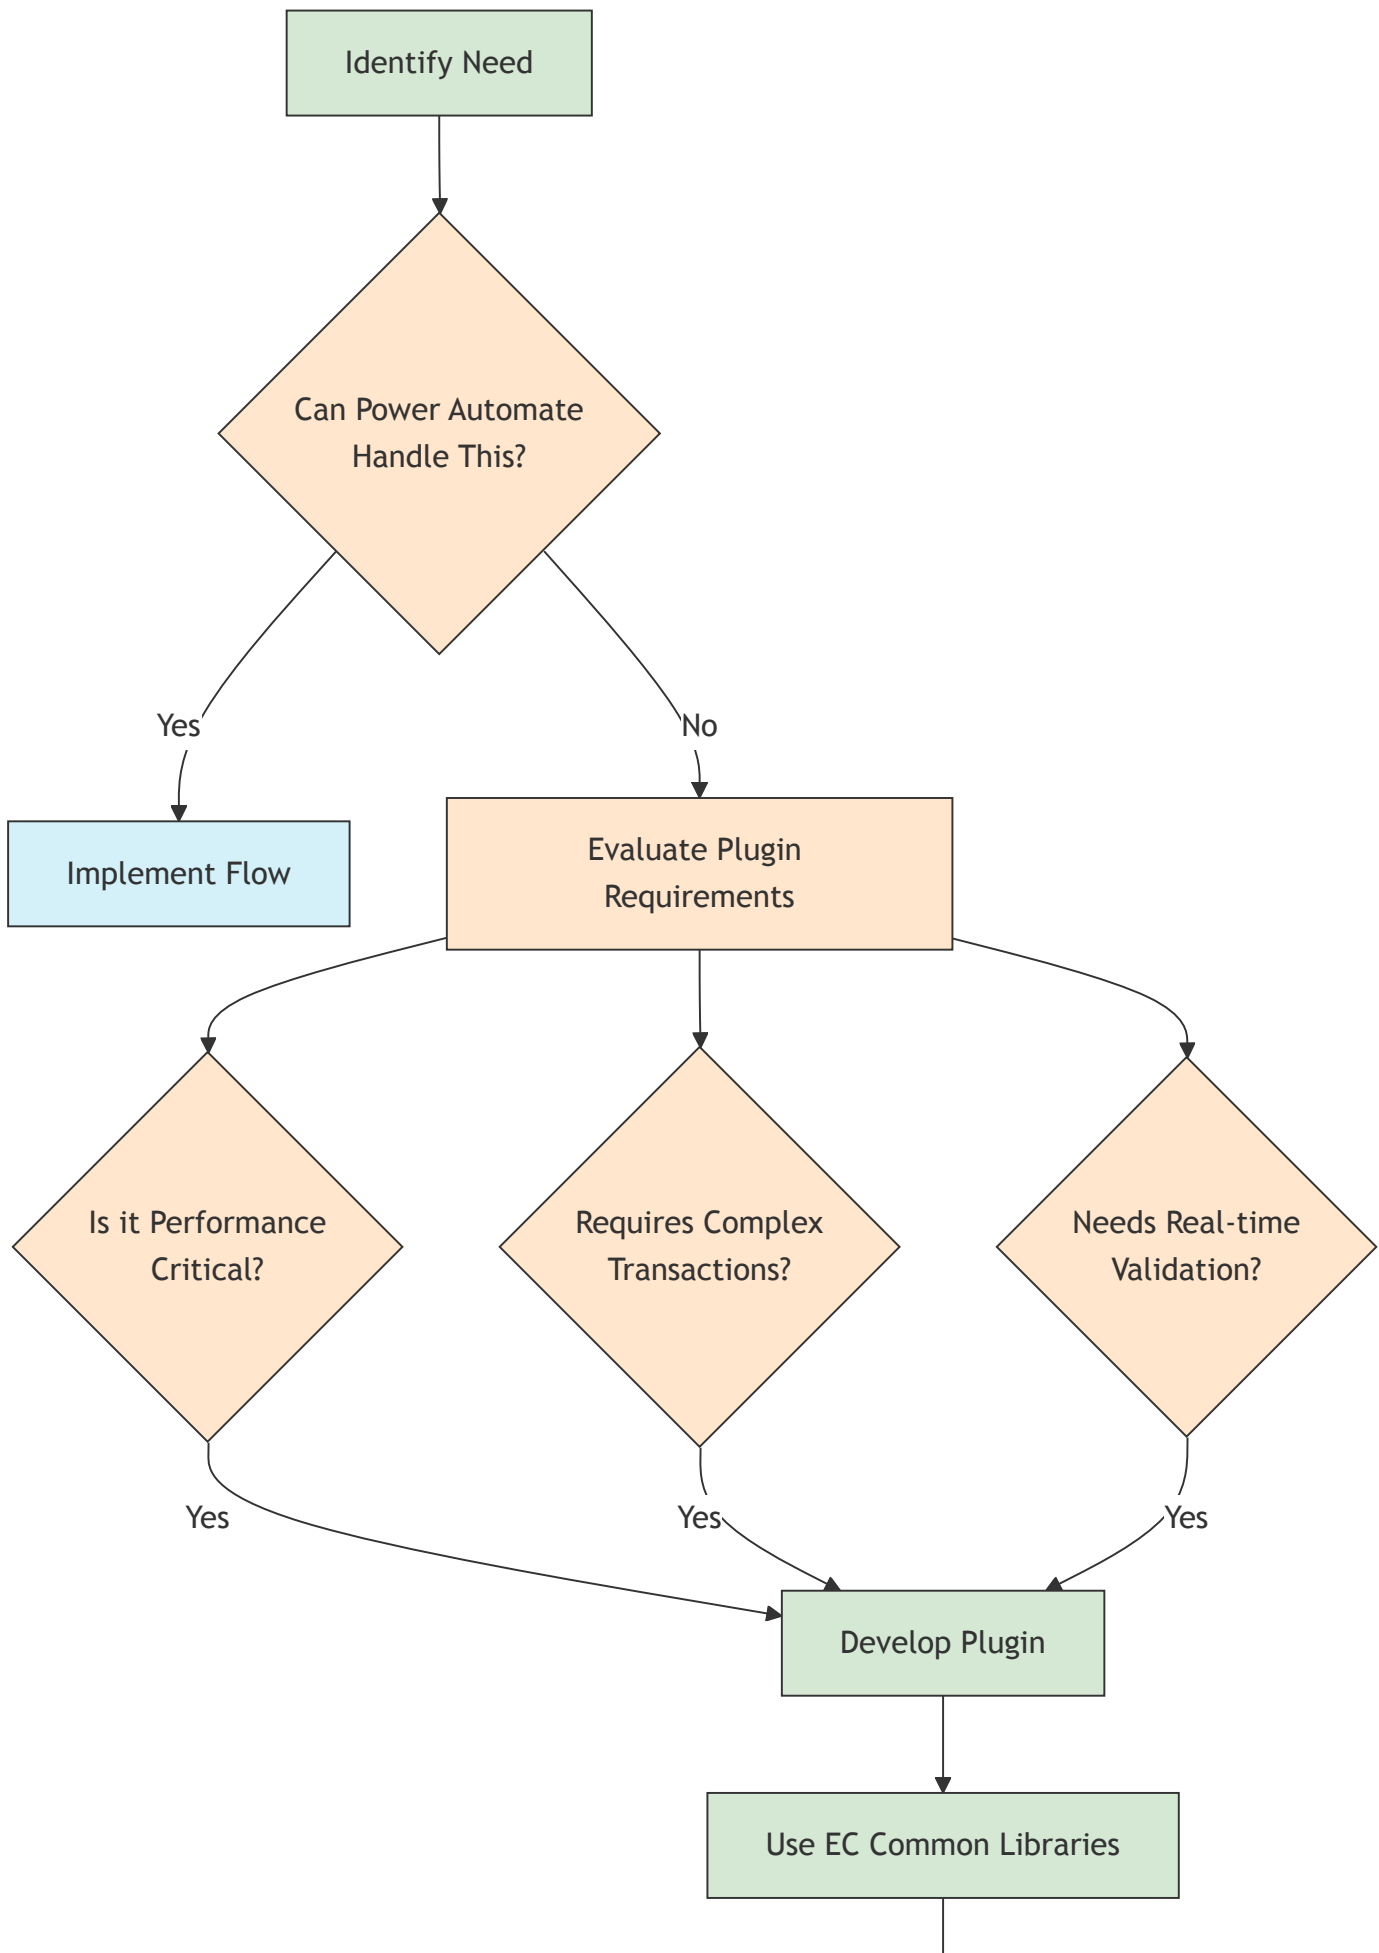 Identify Need
Can Power Automate
Handle This?
Yes
No
Implement Flow
Evaluate Plugin
Requirements
Is it Performance
Critical?
Requires Complex
Transactions?
Needs Real-time
Validation?
Yes
Yes
Yes
Develop Plugin
Use EC Common Libraries